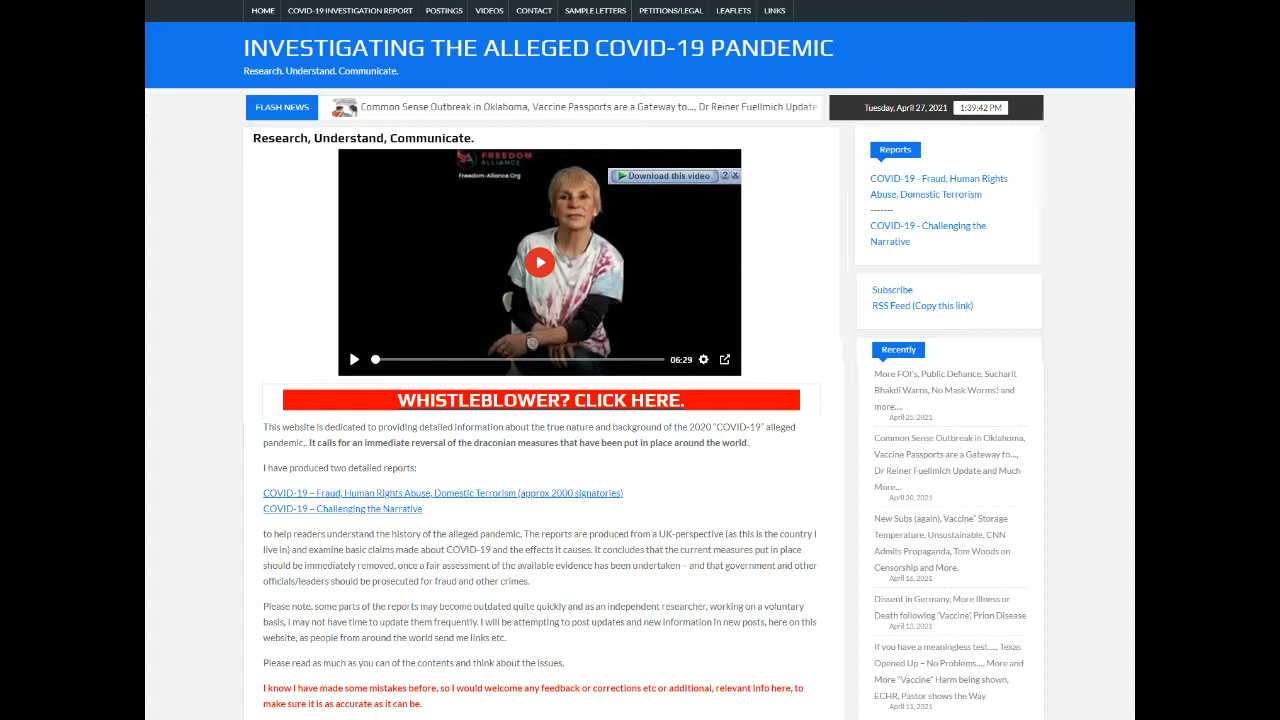 HOME COVID-19 INVESTIGATION REPORT POSTINGS VIDEOS CONTACT SAMPLE LETTERS PETITIONS/LEGAL LEAFLETS LINKS
INVESTIGATING THE ALLEGED COVID-19 PANDEMIC
Research. Understand. Communicate.
FLASH NEWS Common Sense Outbreak in Oklahoma, Vaccine Passports are a Gateway to..., Dr Reiner Fuellmich Update
Tuesday, April 27, 2021 1:39:42 PM
Research, Understand, Communicate.
FREEDOM
ALLIANCE
Freedom-Alliance.Org
Download this video ? X
06:29
WHISTLEBLOWER? CLICK HERE.
This website is dedicated to providing detailed information about the true nature and background of the 2020 “COVID-19” alleged
pandemic,. It calls for an immediate reversal of the draconian measures that have been put in place around the world.
I have produced two detailed reports:
COVID-19 – Fraud, Human Rights Abuse, Domestic Terrorism (approx 2000 signatories)
COVID-19 – Challenging the Narrative
to help readers understand the history of the alleged pandemic. The reports are produced from a UK-perspective (as this is the country I
live in) and examine basic claims made about COVID-19 and the effects it causes. It concludes that the current measures put in place
should be immediately removed, once a fair assessment of the available evidence has been undertaken – and that government and other
officials/leaders should be prosecuted for fraud and other crimes.
Please note, some parts of the reports may become outdated quite quickly and as an independent researcher, working on a voluntary
basis, I may not have time to update them frequently. I will be attempting to post updates and new information in new posts, here on this
website, as people from around the world send me links etc.
Please read as much as you can of the contents and think about the issues.
I know I have made some mistakes before, so I would welcome any feedback or corrections etc or additional, relevant info here, to
make sure it is as accurate as it can be.
Reports
COVID-19 - Fraud, Human Rights
Abuse, Domestic Terrorism
-------
COVID-19 - Challenging the
Narrative
Subscribe
RSS Feed (Copy this link)
Recently
More FOI's, Public Defiance, Sucharit
Bhakdi Warns, No Mask Worms! and
more....
April 25, 2021
Common Sense Outbreak in Oklahoma,
Vaccine Passports are a Gateway to...,
Dr Reiner Fuellmich Update and Much
More...
April 20, 2021
New Subs (again), Vaccine” Storage
Temperature, Unsustainable, CNN
Admits Propaganda, Tom Woods on
Censorship and More.
April 16, 2021
Dissent in Germany, More Illness or
Death following 'Vaccine', Prion Disease
April 13, 2021
If you have a meaningless test...., Texas
Opened Up – No Problems..., More and
More “Vaccine” Harm being shown,
ECHR, Pastor shows the Way
April 11, 2021